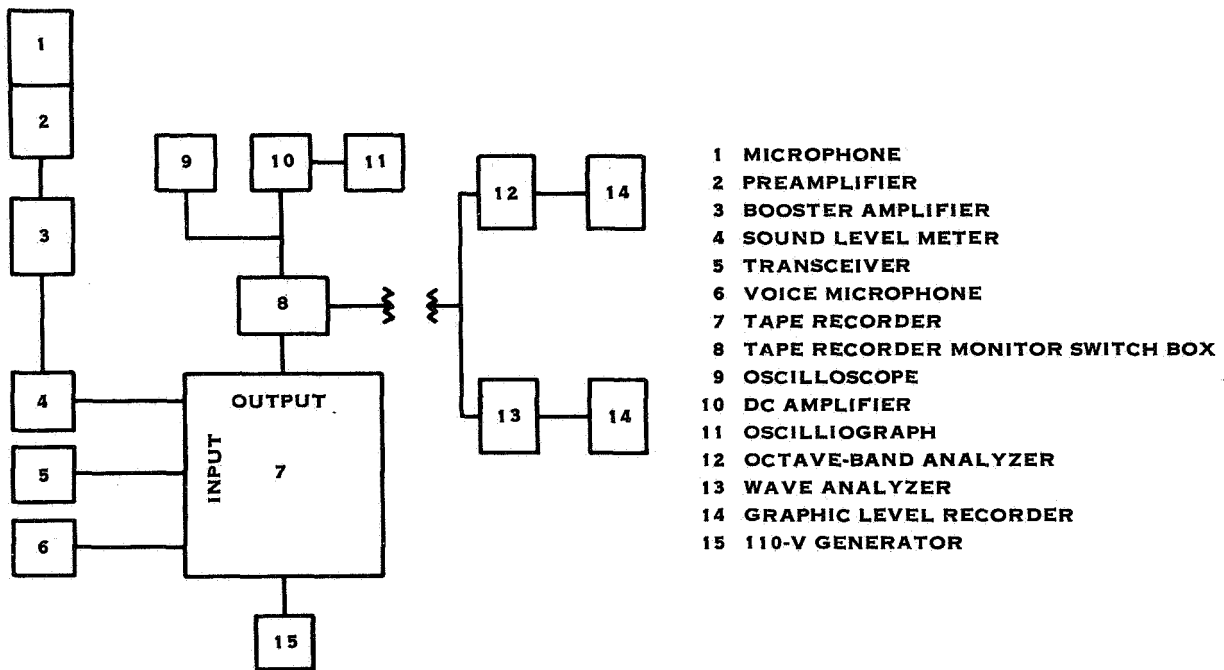 1
2
3
4
5
6
9
10
11
8
OUTPUT
INPUT
7
15
12
14
13
14
1 MICROPHONE
2 PREAMPLIFIER
3 BOOSTER AMPLIFIER
4 SOUND LEVEL METER
5 TRANSCEIVER
6 VOICE MICROPHONE
7 TAPE RECORDER
8 TAPE RECORDER MONITOR SWITCH BOX
9 OSCILLOSCOPE
10 DC AMPLIFIER
11 OSCILLIOGRAPH
12 OCTAVE-BAND ANALYZER
13 WAVE ANALYZER
14 GRAPHIC LEVEL RECORDER
15 110-V GENERATOR